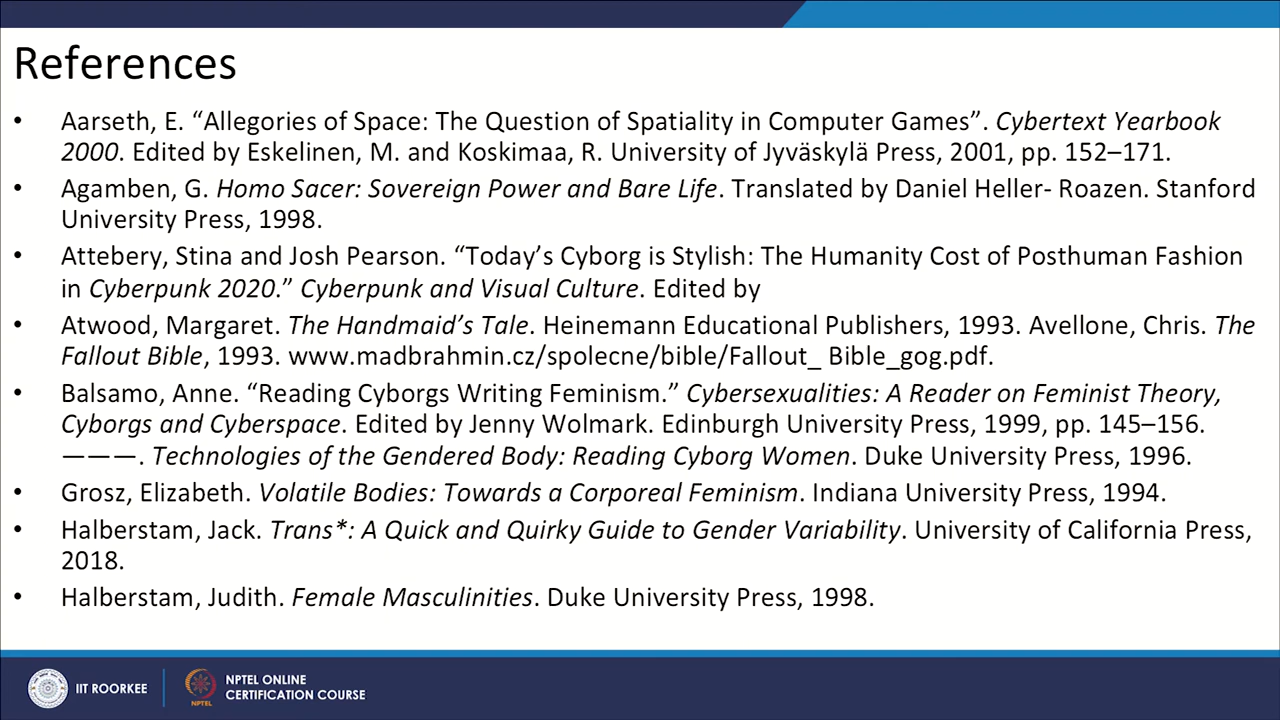 References
• Aarseth, E. “Allegories of Space: The Question of Spatiality in Computer Games”. Cybertext Yearbook
2000. Edited by Eskelinen, M. and Koskimaa, R. University of Jyväskylä Press, 2001, pp. 152–171.
• Agamben, G. Homo Sacer: Sovereign Power and Bare Life. Translated by Daniel Heller- Roazen. Stanford
University Press, 1998.
• Attebery, Stina and Josh Pearson. “Today’s Cyborg is Stylish: The Humanity Cost of Posthuman Fashion
in Cyberpunk 2020.” Cyberpunk and Visual Culture. Edited by
• Atwood, Margaret. The Handmaid’s Tale. Heinemann Educational Publishers, 1993. Avellone, Chris. The
Fallout Bible, 1993. www.madbrahmin.cz/spolecne/bible/Fallout_ Bible_gog.pdf.
• Balsamo, Anne. “Reading Cyborgs Writing Feminism.” Cybersexualities: A Reader on Feminist Theory,
Cyborgs and Cyberspace. Edited by Jenny Wolmark. Edinburgh University Press, 1999, pp. 145–156.
———. Technologies of the Gendered Body: Reading Cyborg Women. Duke University Press, 1996.
• Grosz, Elizabeth. Volatile Bodies: Towards a Corporeal Feminism. Indiana University Press, 1994.
• Halberstam, Jack. Trans*: A Quick and Quirky Guide to Gender Variability. University of California Press,
2018.
• Halberstam, Judith. Female Masculinities. Duke University Press, 1998.
IIT ROORKEE
NPTEL
NPTEL ONLINE
CERTIFICATION COURSE